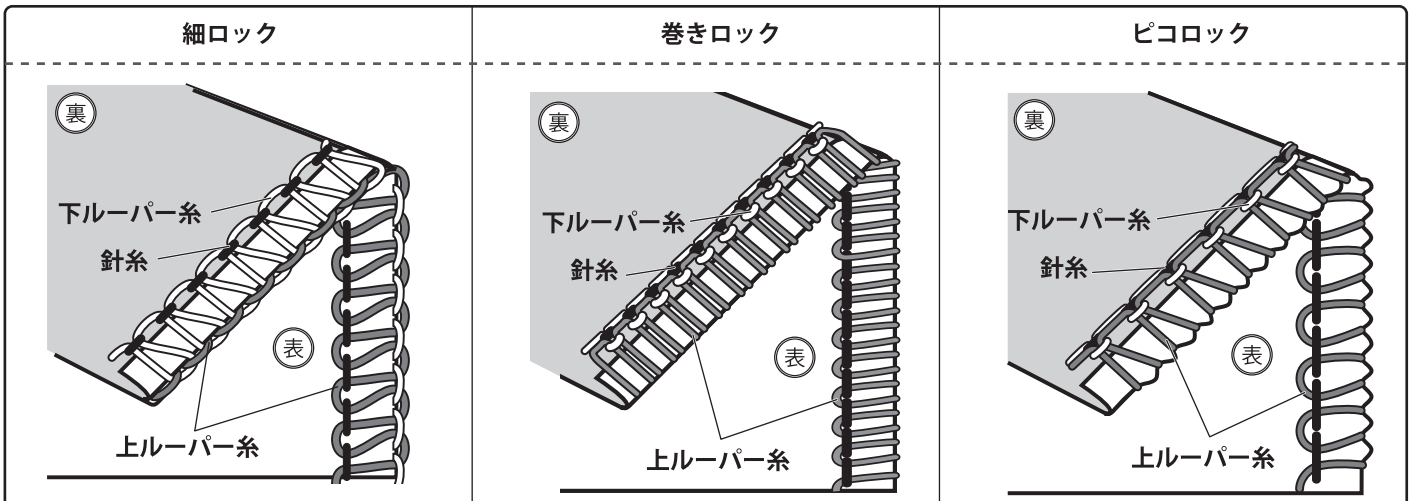 細ロック
巻きロック
ピコロック
裏
下ルーパー糸
針糸
表
上ルーパー糸
裏
下ルーパー糸
針糸
表
上ルーパー糸
裏
下ルーパー糸
針糸
表
上ルーパー糸